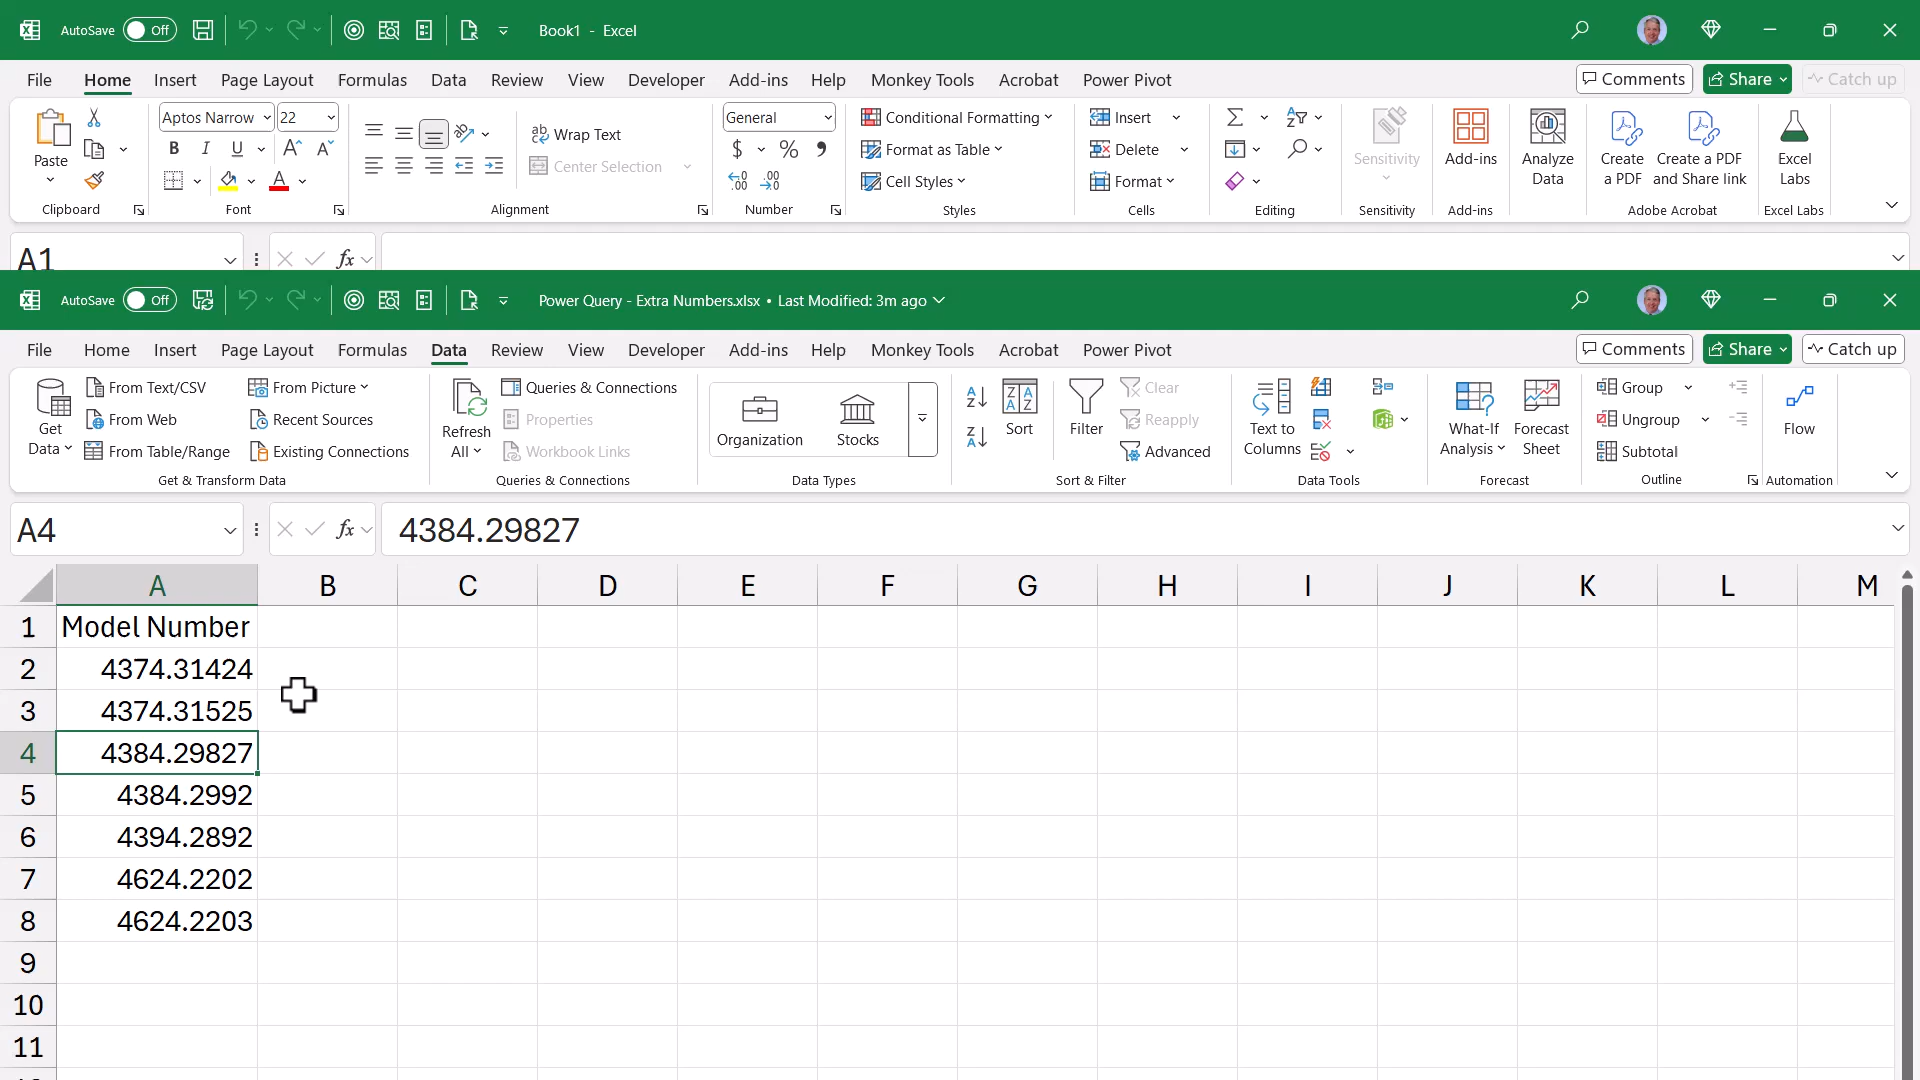 AutoSave Off Book1 - Excel
File Home Insert Page Layout Formulas Data Review View Developer Add-ins Help Monkey Tools Acrobat Power Pivot Comments Share Catch up
Aptos Narrow 22 General
Paste Wrap Text Conditional Formatting Insert
Center Selection Format as Table Delete
Cell Styles Format
Sensitivity Add-ins Analyze Data Create a PDF Create a PDF and Share link Excel Labs
Clipboard Font Alignment Number Styles Cells Editing Sensitivity Add-ins Adobe Acrobat Excel Labs
A1 fx
AutoSave Off Power Query - Extra Numbers.xlsx • Last Modified: 3m ago
File Home Insert Page Layout Formulas Data Review View Developer Add-ins Help Monkey Tools Acrobat Power Pivot Comments Share Catch up
Get Data From Text/CSV From Picture
From Web Recent Sources
From Table/Range Existing Connections
Refresh All Queries & Connections
Properties
Workbook Links
Organization Stocks
Sort Filter Clear
Reapply
Advanced
Text to Columns
What-If Analysis Forecast Sheet
Group
Ungroup
Subtotal
Flow
Get & Transform Data Queries & Connections Data Types Sort & Filter Data Tools Forecast Outline Automation
A4 fx 4384.29827
A B C D E F G H I J K L M
1 Model Number
2 4374.31424
3 4374.31525
4 4384.29827
5 4384.2992
6 4394.2892
7 4624.2202
8 4624.2203
9
10
11